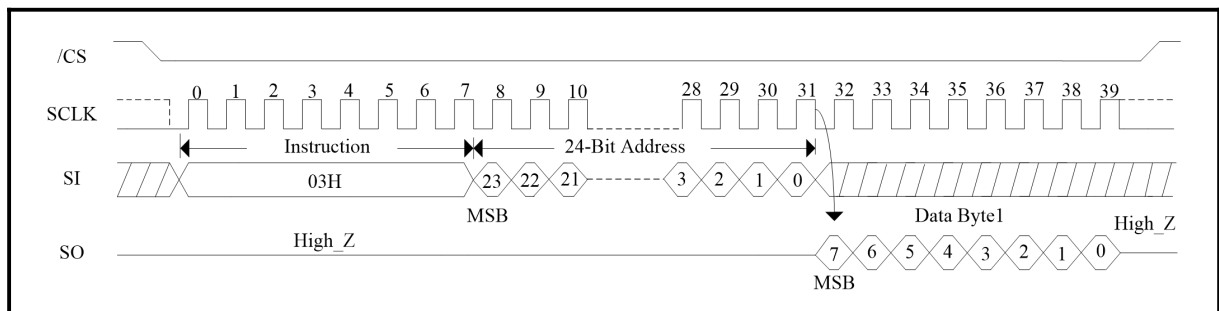 /CS
0 1 2 3 4 5 6 7 8 9 10 28 29 30 31 32 33 34 35 36 37 38 39
SCLK
Instruction 24-Bit Address
SI 03H 23 22 21 3 2 1 0
MSB Data Byte1
High_Z High_Z
SO 7 6 5 4 3 2 1 0
MSB